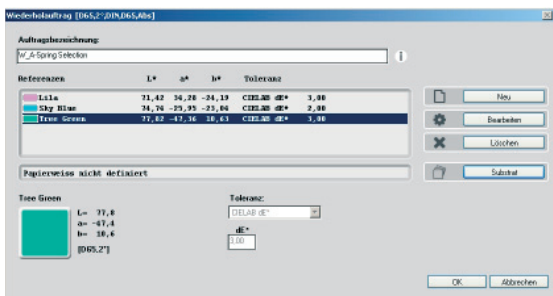 Wiederholauftrag [D65,2°,DIN,D65,Abs]
Auftragsbezeichnung:
W_A-Spring Selection
Referenzen L* a* b* Toleranz
Lila 71,42 34,20 -24,19 CIELAB dE* 3,00
Sky Blue 74,76 -25,95 -23,04 CIELAB dE* 2,00
Tree Green 77,82 -47,36 10,63 CIELAB dE* 3,00
Neu
Bearbeiten
Löschen
Papierweiss nicht definiert
Substrat
Tree Green
Toleranz:
L= 77,8
a= -47,4
b= 10,6
[D65,2°]
CIELAB dE*
dE*
3,00
OK Abbrechen